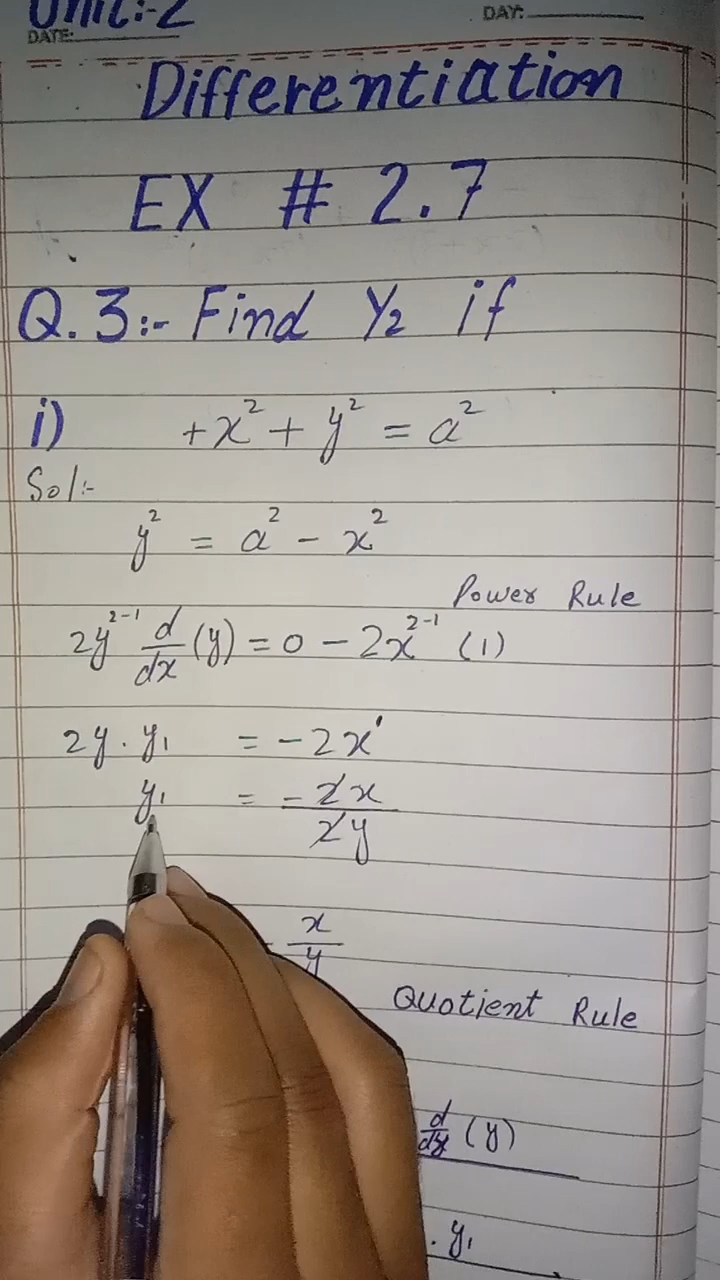 Unit:-2
DATE: DAY:
Differentiation
EX # 2.7
Q.3:- Find y₂ if
i) +x² + y² = a²
Sol:-
y² = a² - x²
Power Rule
2y²⁻¹ d/dx (y) = 0 - 2x²⁻¹ (1)
2y . y₁ = -2x¹
y₁ = -2x/2y
x/y
Quotient Rule
d/dx (y)
. y₁